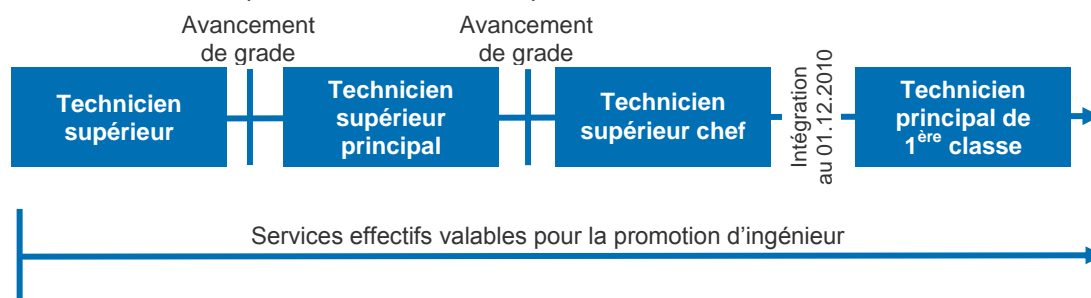 Avancement
de grade
Avancement
de grade
Technicien
supérieur
Technicien
supérieur
principal
Technicien
supérieur chef
Intégration
au 01.12.2010
Technicien
principal de
1ère classe
Services effectifs valables pour la promotion d’ingénieur